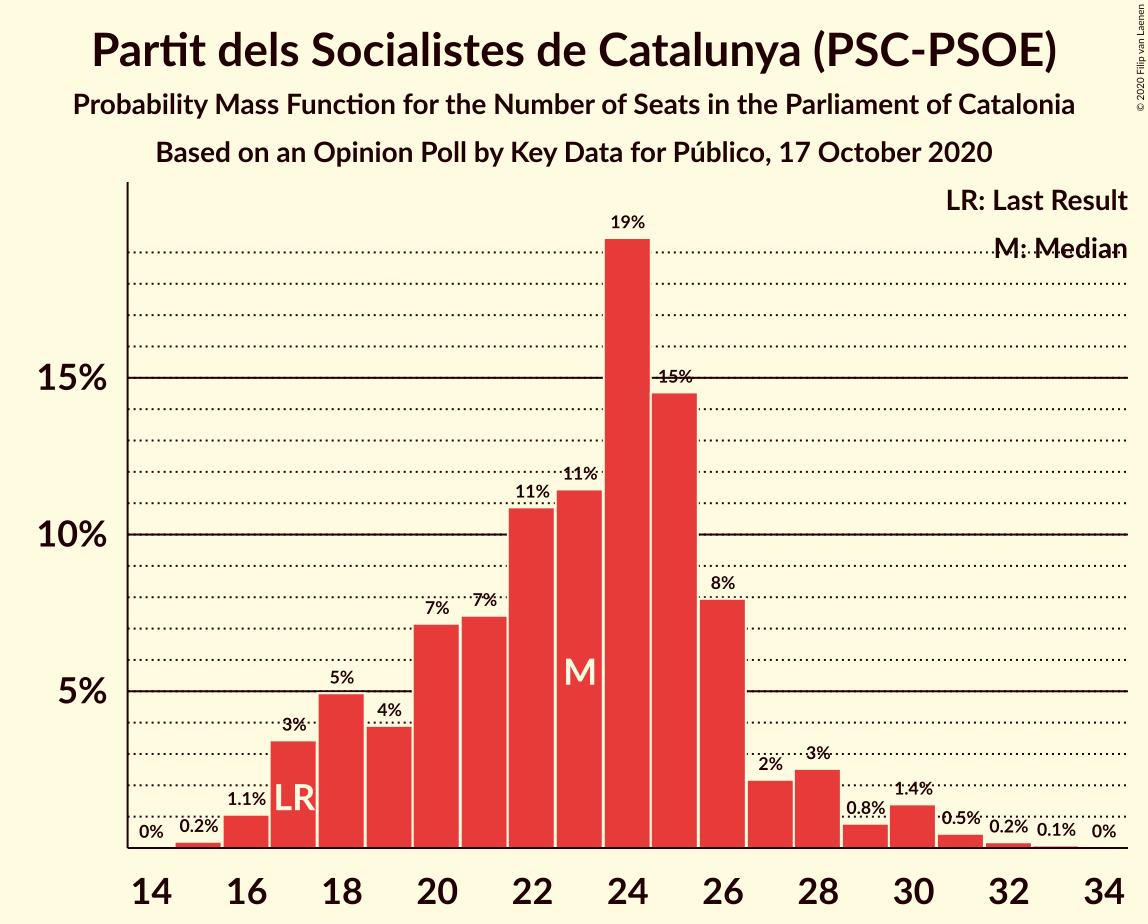 Partit dels Socialistes de Catalunya (PSC-PSOE)
Probability Mass Function for the Number of Seats in the Parliament of Catalonia
Based on an Opinion Poll by Key Data for Público, 17 October 2020
© 2020 Filip van Laenen
LR: Last Result
M: Median
15%
10%
5%
0%
0.2%
1.1%
3%
5%
4%
7%
7%
11%
11%
19%
15%
8%
2%
3%
0.8%
1.4%
0.5%
0.2%
0.1%
0%
LR
M
14 16 18 20 22 24 26 28 30 32 34